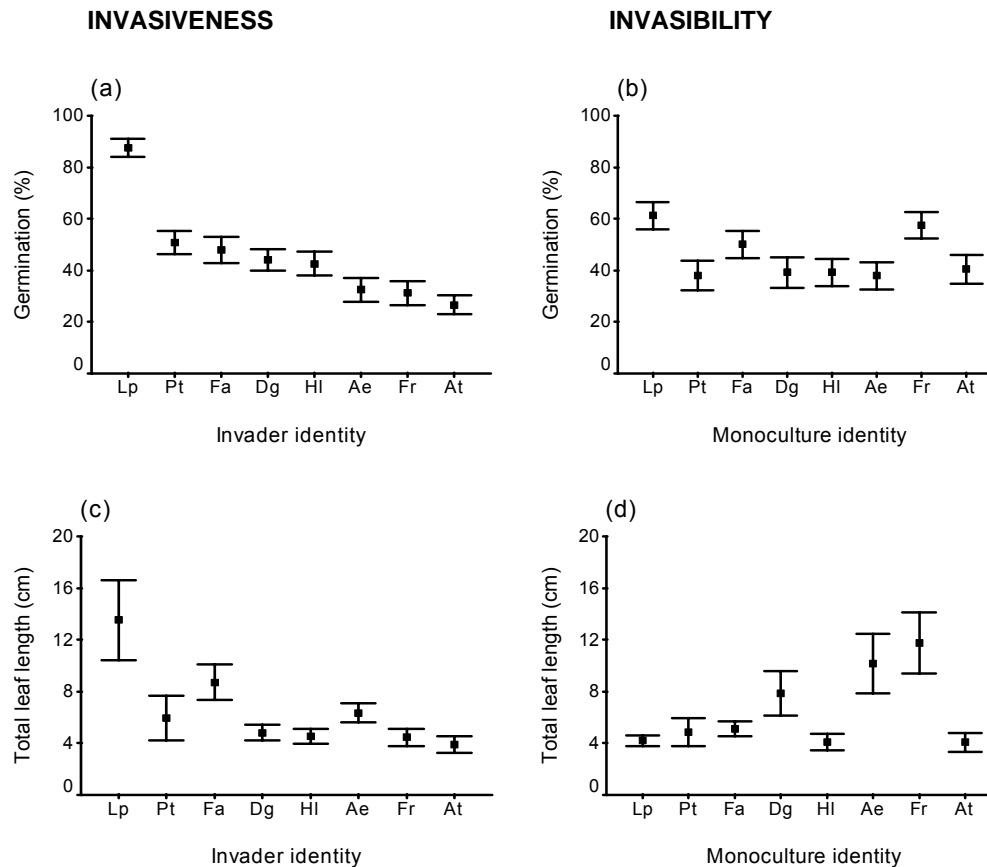 INVASIVENESS
INVASIBILITY
(a)
100
80
60
40
20
0
Germination (%)
Lp Pt Fa Dg Hl Ae Fr At
Invader identity
(b)
100
80
60
40
20
0
Germination (%)
Lp Pt Fa Dg Hl Ae Fr At
Monoculture identity
(c)
20
16
12
8
4
0
Total leaf length (cm)
Lp Pt Fa Dg Hl Ae Fr At
Invader identity
(d)
20
16
12
8
4
0
Total leaf length (cm)
Lp Pt Fa Dg Hl Ae Fr At
Monoculture identity